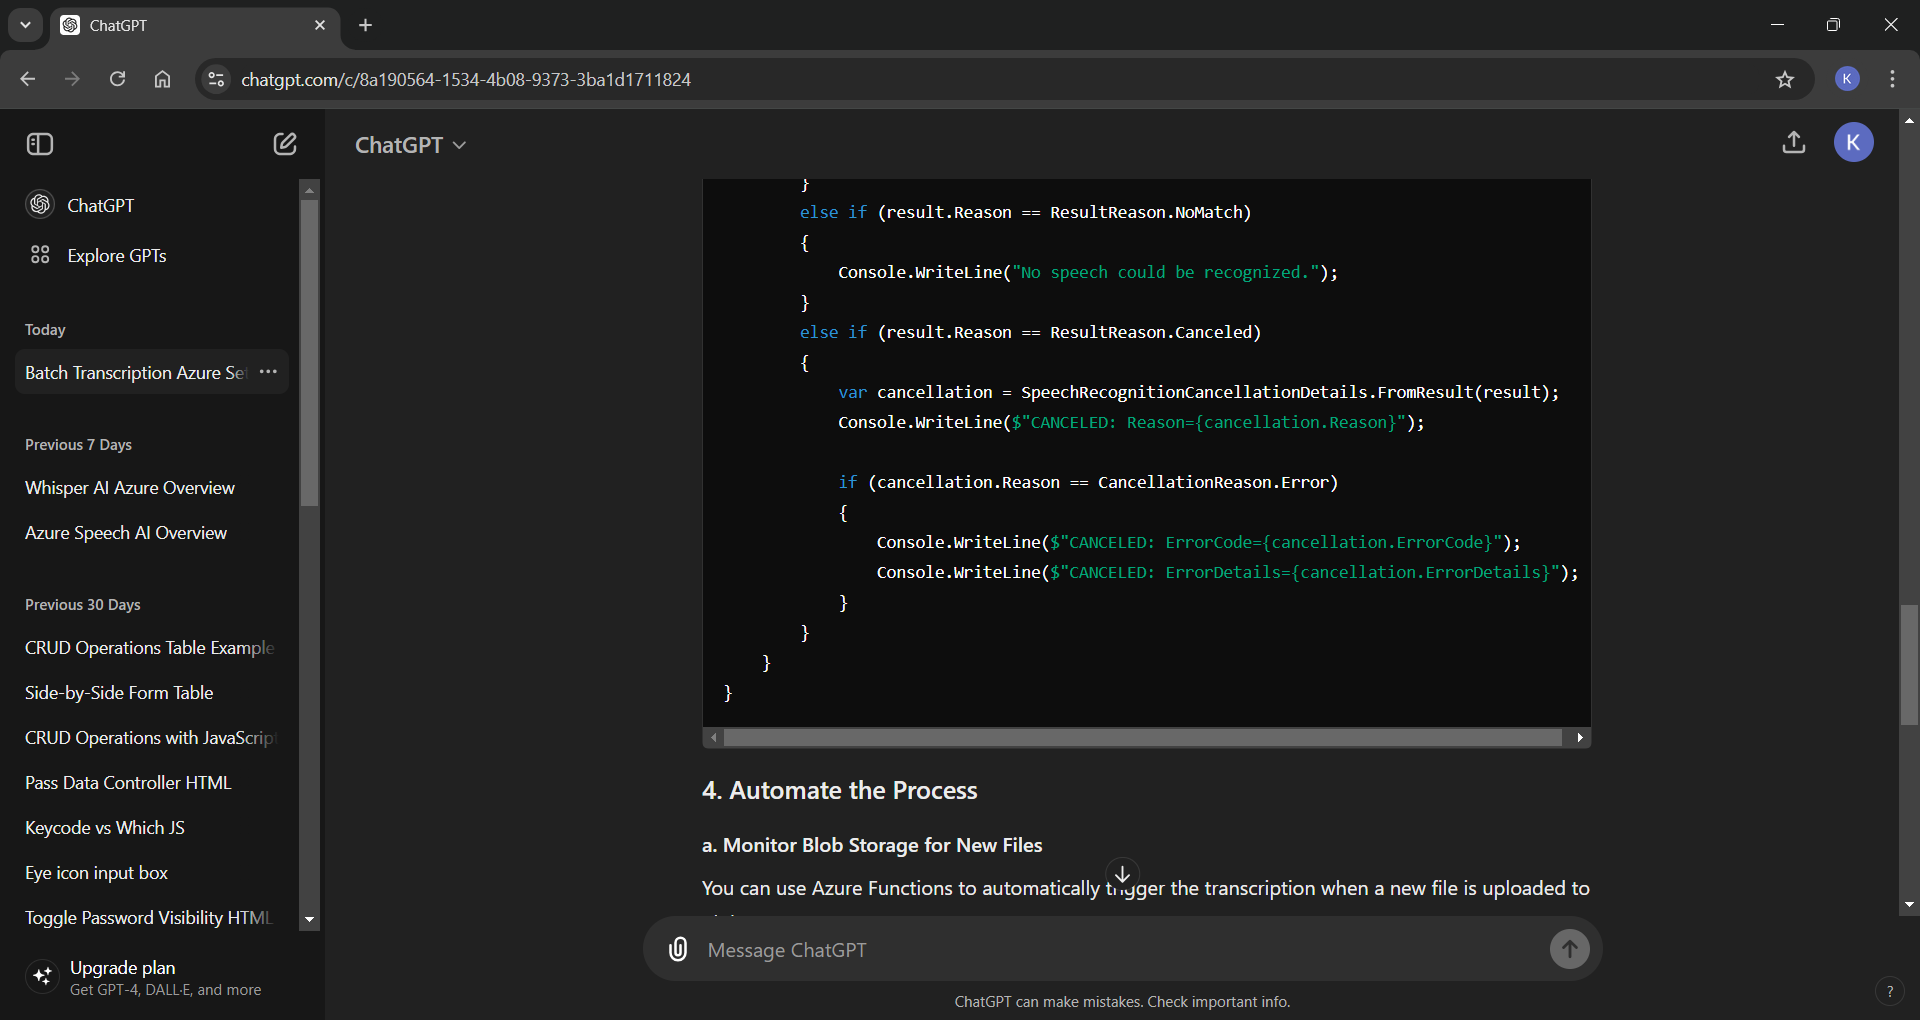 ChatGPT
chatgpt.com/c/8a190564-1534-4b08-9373-3ba1d1711824
K
ChatGPT
K
ChatGPT
Explore GPTs
Today
Batch Transcription Azure Se
Previous 7 Days
Whisper AI Azure Overview
Azure Speech AI Overview
Previous 30 Days
CRUD Operations Table Example
Side-by-Side Form Table
CRUD Operations with JavaScrip
Pass Data Controller HTML
Keycode vs Which JS
Eye icon input box
Toggle Password Visibility HTML
Upgrade plan
Get GPT-4, DALL·E, and more
}
else if (result.Reason == ResultReason.NoMatch)
{
Console.WriteLine("No speech could be recognized.");
}
else if (result.Reason == ResultReason.Canceled)
{
var cancellation = SpeechRecognitionCancellationDetails.FromResult(result);
Console.WriteLine($"CANCELED: Reason={cancellation.Reason}");
if (cancellation.Reason == CancellationReason.Error)
{
Console.WriteLine($"CANCELED: ErrorCode={cancellation.ErrorCode}");
Console.WriteLine($"CANCELED: ErrorDetails={cancellation.ErrorDetails}");
}
}
}
}
4. Automate the Process
a. Monitor Blob Storage for New Files
You can use Azure Functions to automatically trigger the transcription when a new file is uploaded to
Message ChatGPT
ChatGPT can make mistakes. Check important info.
?